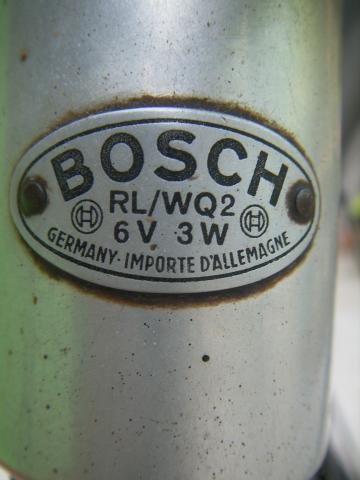 BOSCH
RL/WQ2
6V 3W
GERMANY·IMPORTE D'ALLEMAGNE